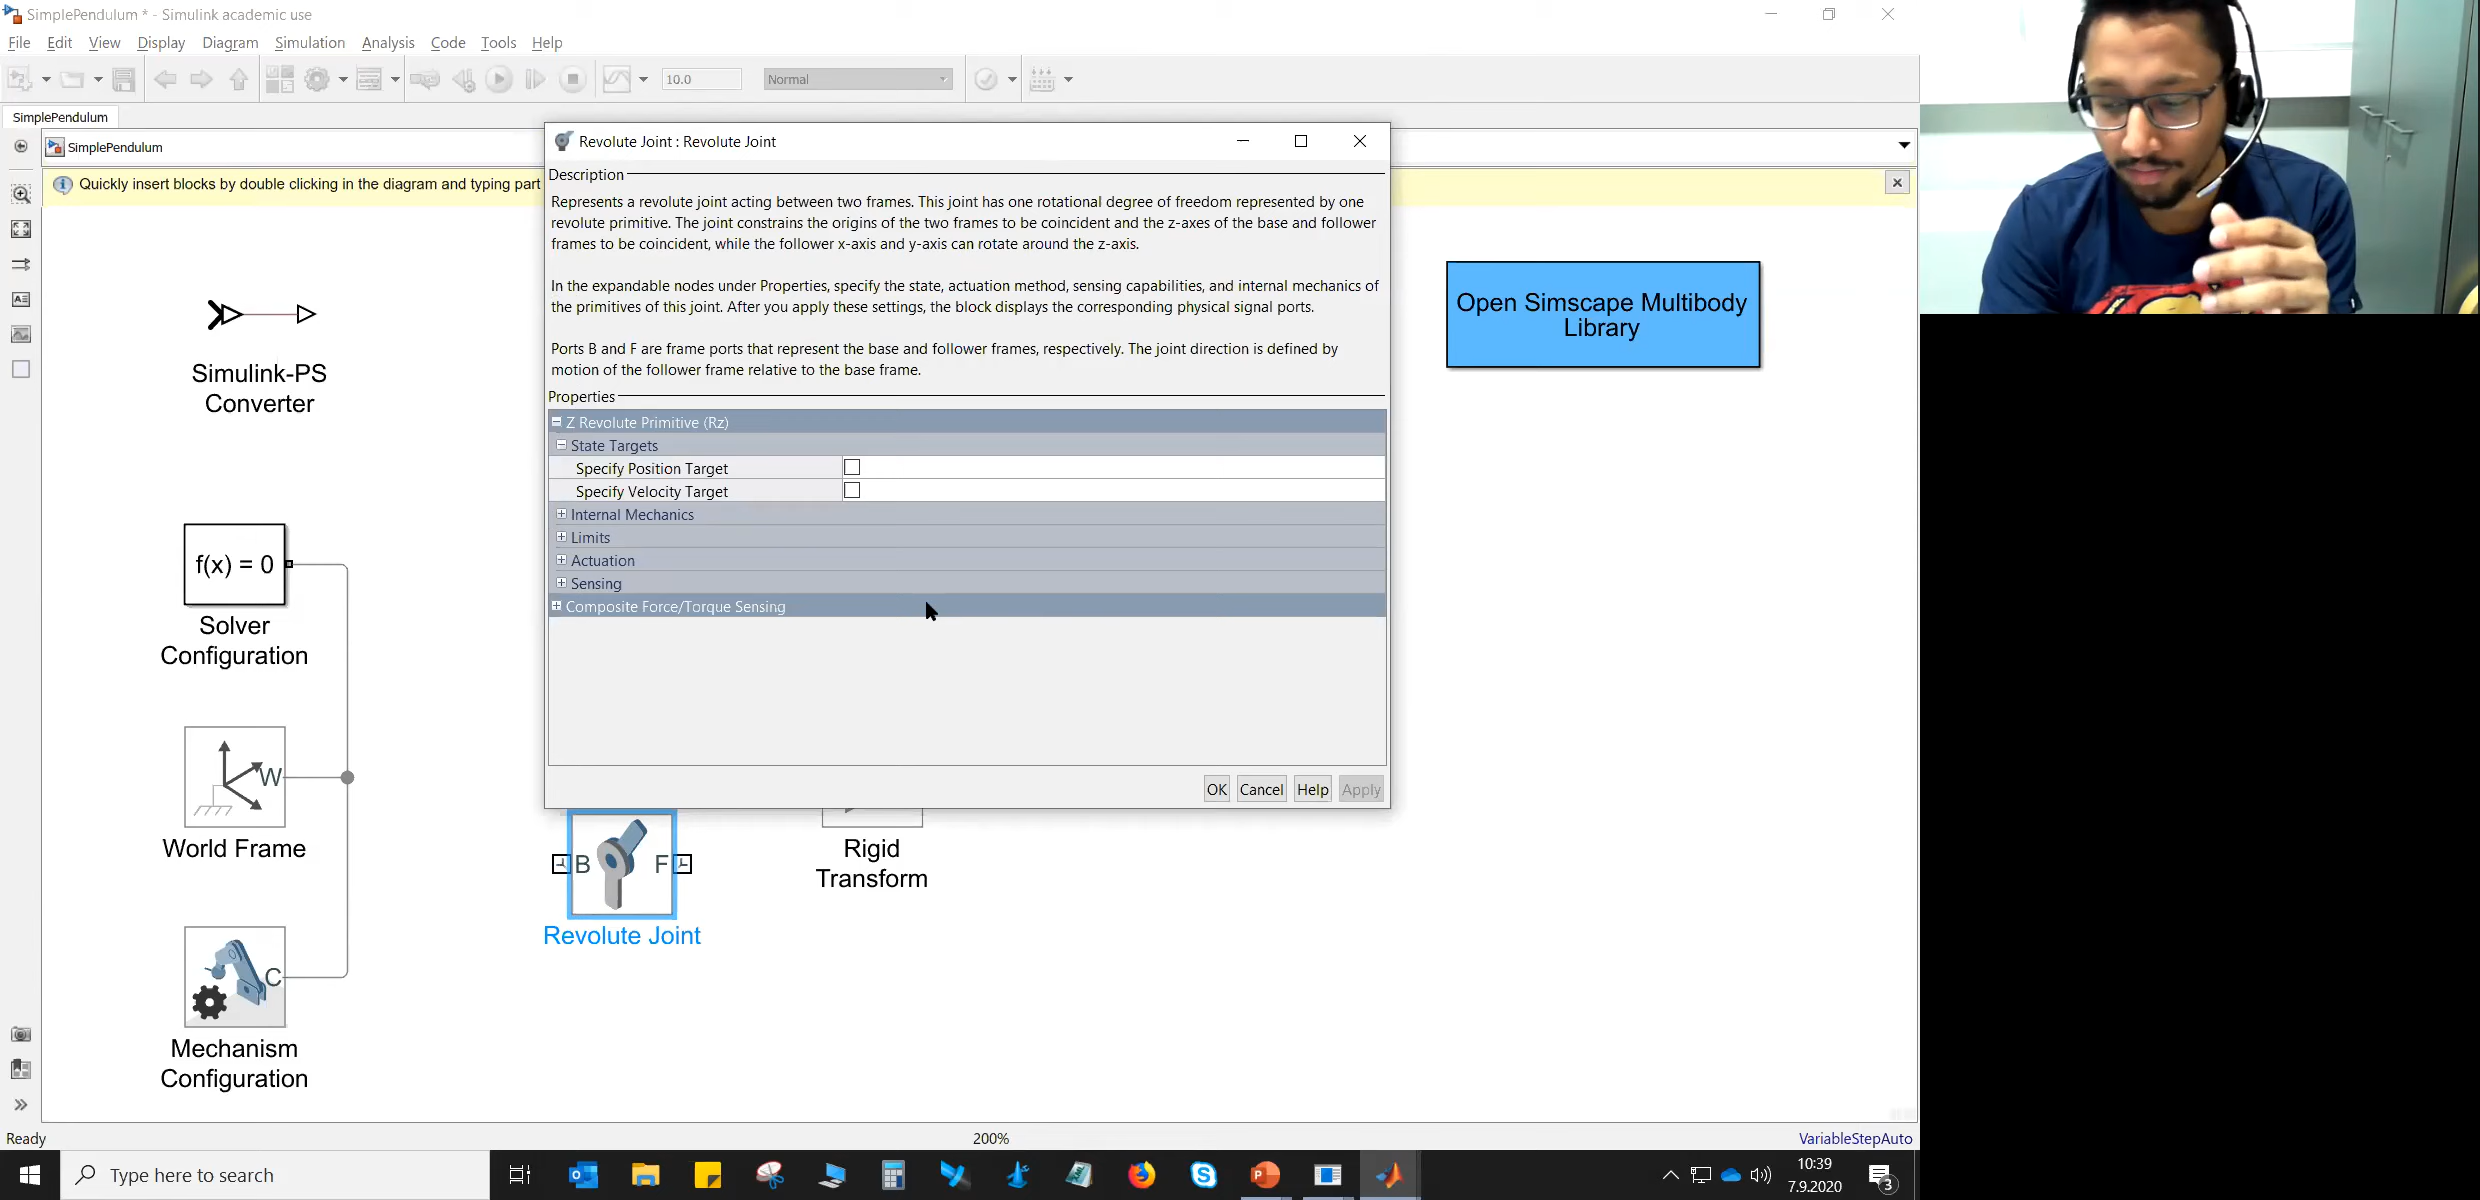 SimplePendulum * - Simulink academic use
File Edit View Display Diagram Simulation Analysis Code Tools Help
10.0 Normal
SimplePendulum
SimplePendulum
Quickly insert blocks by double clicking in the diagram and typing part
Revolute Joint : Revolute Joint
Description
Represents a revolute joint acting between two frames. This joint has one rotational degree of freedom represented by one
revolute primitive. The joint constrains the origins of the two frames to be coincident and the z-axes of the base and follower
frames to be coincident, while the follower x-axis and y-axis can rotate around the z-axis.
In the expandable nodes under Properties, specify the state, actuation method, sensing capabilities, and internal mechanics of
the primitives of this joint. After you apply these settings, the block displays the corresponding physical signal ports.
Ports B and F are frame ports that represent the base and follower frames, respectively. The joint direction is defined by
motion of the follower frame relative to the base frame.
Properties
Z Revolute Primitive (Rz)
State Targets
Specify Position Target
Specify Velocity Target
Internal Mechanics
Limits
Actuation
Sensing
Composite Force/Torque Sensing
OK Cancel Help Apply
Open Simscape Multibody
Library
Simulink-PS
Converter
f(x) = 0
Solver
Configuration
W
World Frame
C
Mechanism
Configuration
B F
Revolute Joint
Rigid
Transform
Ready 200% VariableStepAuto
Type here to search
10:39
7.9.2020
3